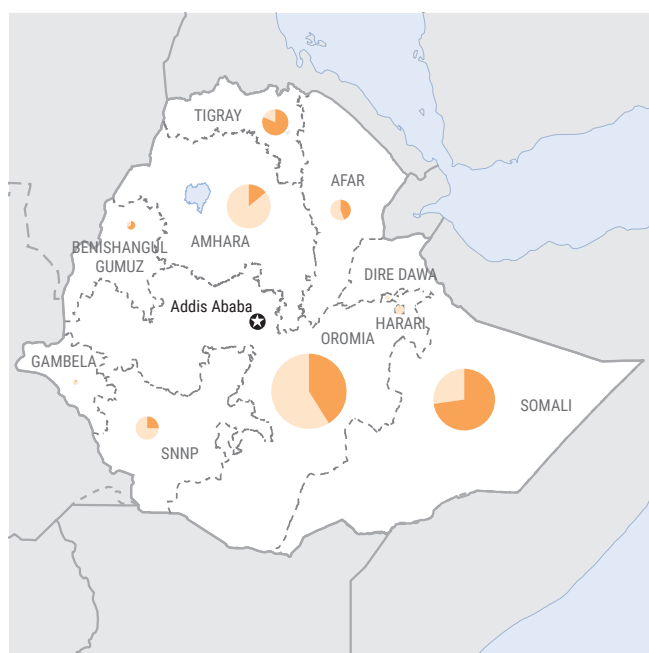 TIGRAY
AFAR
AMHARA
BENISHANGUL
GUMUZ
DIRE DAWA
Addis Ababa
HARARI
OROMIA
GAMBELA
SOMALI
SNNP